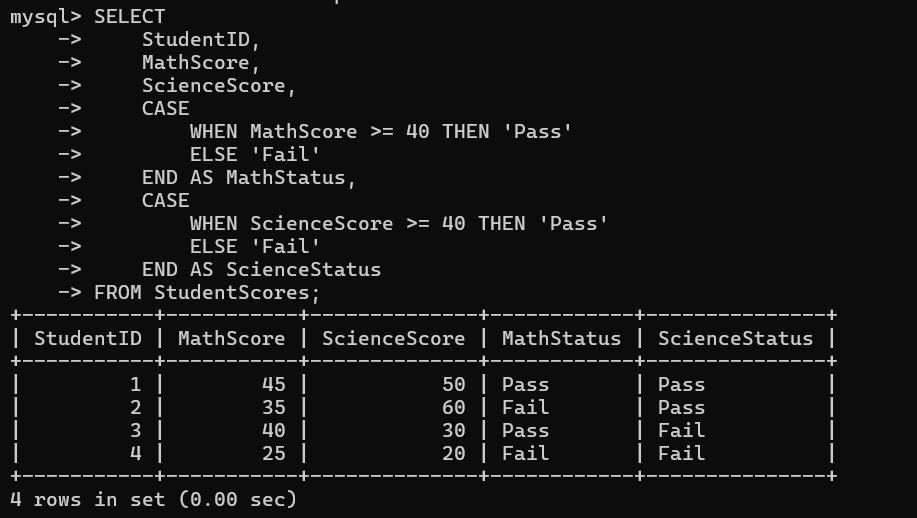 mysql> SELECT
    ->     StudentID,
    ->     MathScore,
    ->     ScienceScore,
    ->     CASE
    ->         WHEN MathScore >= 40 THEN 'Pass'
    ->         ELSE 'Fail'
    ->     END AS MathStatus,
    ->     CASE
    ->         WHEN ScienceScore >= 40 THEN 'Pass'
    ->         ELSE 'Fail'
    ->     END AS ScienceStatus
    -> FROM StudentScores;
+-----------+-----------+--------------+------------+---------------+
| StudentID | MathScore | ScienceScore | MathStatus | ScienceStatus |
+-----------+-----------+--------------+------------+---------------+
|         1 |        45 |           50 | Pass       | Pass          |
|         2 |        35 |           60 | Fail       | Pass          |
|         3 |        40 |           30 | Pass       | Fail          |
|         4 |        25 |           20 | Fail       | Fail          |
+-----------+-----------+--------------+------------+---------------+
4 rows in set (0.00 sec)